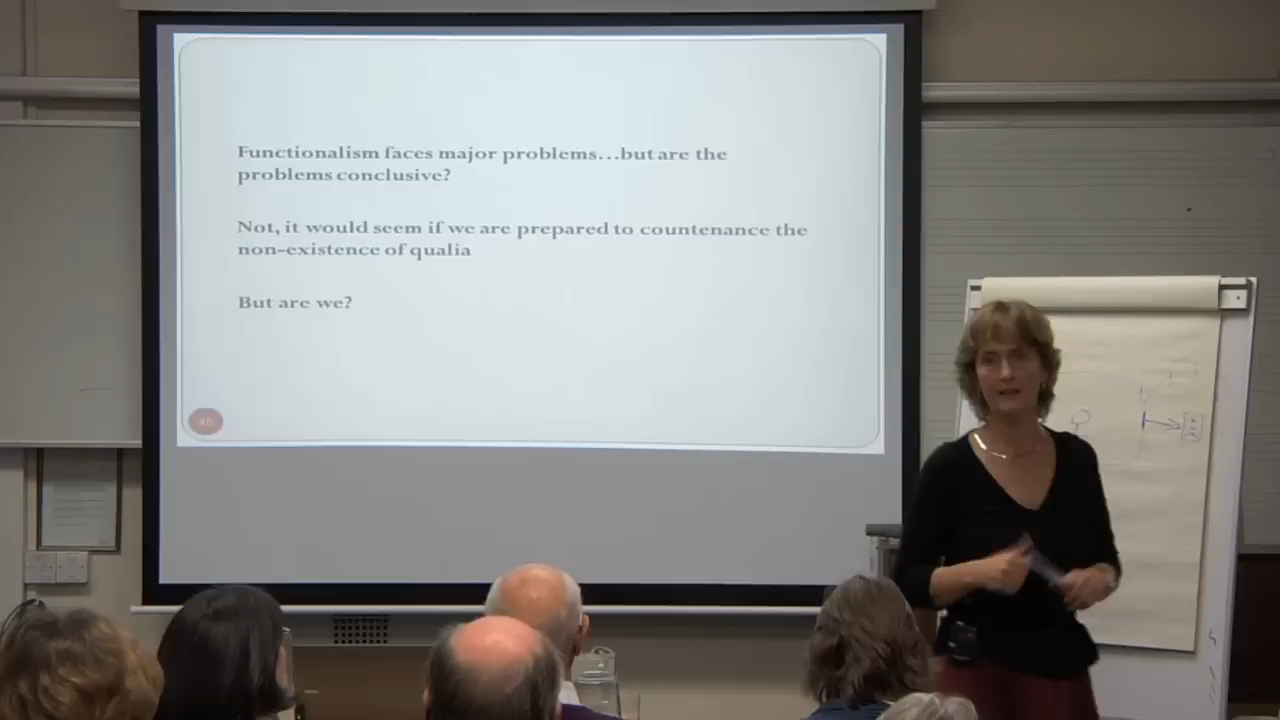 Functionalism faces major problems...but are the
problems conclusive?
Not, it would seem if we are prepared to countenance the
non-existence of qualia
But are we?